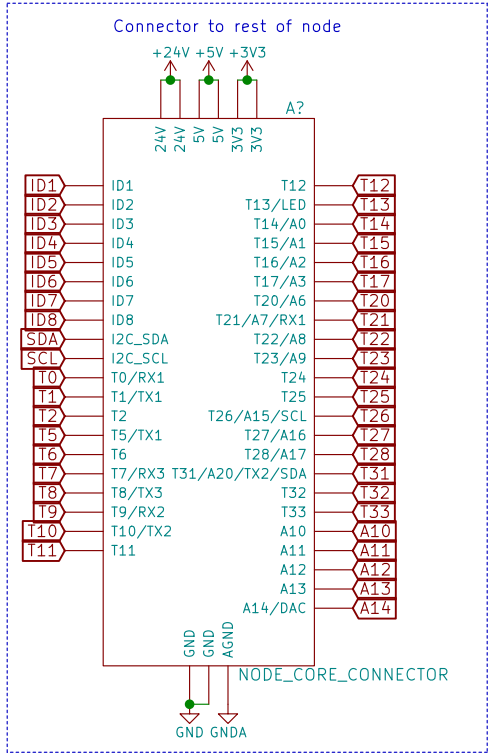 Connector to rest of node
+24V +5V +3V3
A?
24V 24V 5V 5V 3V3 3V3
ID1 ID1 T12 T12
ID2 ID2 T13/LED T13
ID3 ID3 T14/A0 T14
ID4 ID4 T15/A1 T15
ID5 ID5 T16/A2 T16
ID6 ID6 T17/A3 T17
ID7 ID7 T20/A6 T20
ID8 ID8 T21/A7/RX1 T21
SDA I2C_SDA T22/A8 T22
SCL I2C_SCL T23/A9 T23
T0 T0/RX1 T24 T24
T1 T1/TX1 T25 T25
T2 T2 T26/A15/SCL T26
T5 T5/TX1 T27/A16 T27
T6 T6 T28/A17 T28
T7 T7/RX3 T31/A20/TX2/SDA T31
T8 T8/TX3 T32 T32
T9 T9/RX2 T33 T33
T10 T10/TX2 A10 A10
T11 T11 A11 A11
A12 A12
A13 A13
A14/DAC A14
GND GND AGND
NODE_CORE_CONNECTOR
GND GNDA